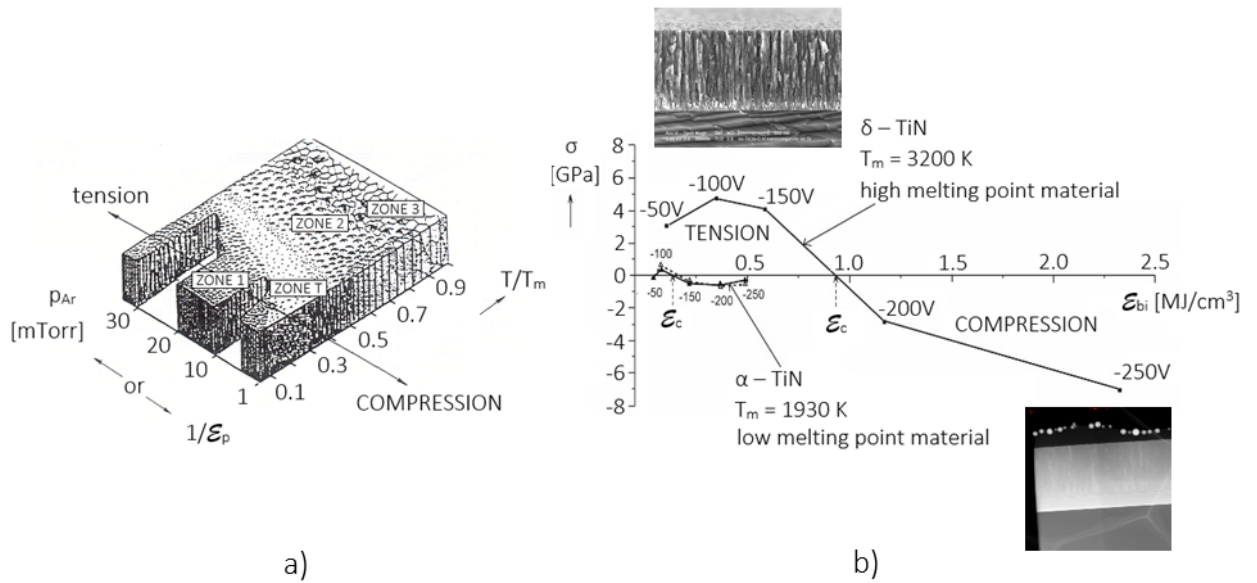 tension
ZONE 3
ZONE 2
ZONE 1
ZONE T
T/Tₘ
0.9
0.7
0.5
0.3
0.1
p_Ar
[mTorr]
30
20
10
1
or
1/ℰₚ
COMPRESSION
a)
σ
[GPa]
8
6
4
2
0
-2
-4
-6
-8
δ – TiN
Tₘ = 3200 K
high melting point material
-50V
-100V
-150V
TENSION
0.5
1.0
1.5
2.0
2.5
ℰ_bi [MJ/cm³]
-100
-50
-150
-200
-250
ℰ_c
ℰ_c
-200V
COMPRESSION
-250V
α – TiN
Tₘ = 1930 K
low melting point material
b)